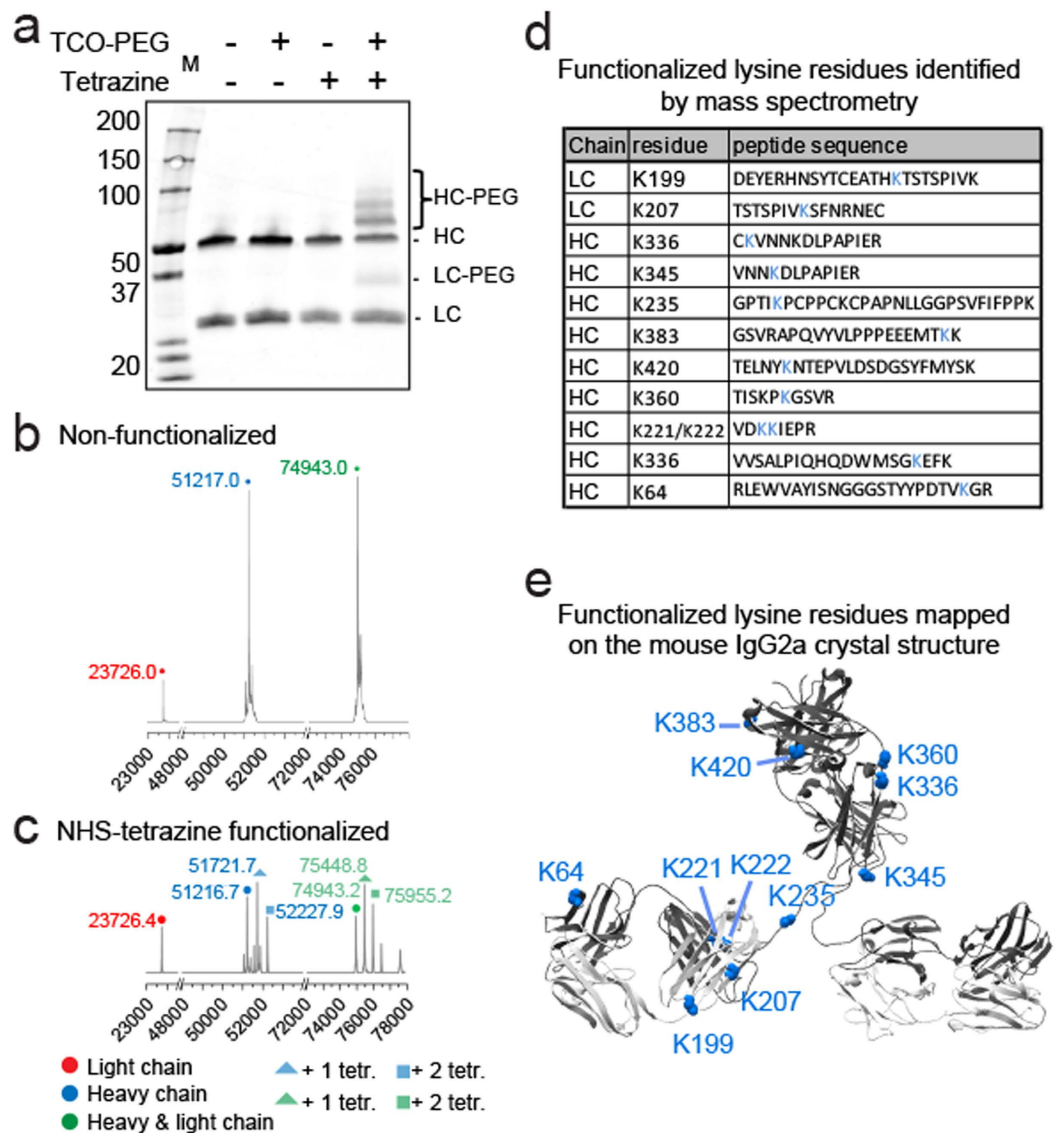 a
TCO-PEG - + - +
M
Tetrazine - - + +
200
150
100
50
37
20
HC-PEG
- HC
LC-PEG
- LC
b Non-functionalized
51217.0
74943.0
23726.0
23000 48000 50000 52000 72000 74000 76000
c NHS-tetrazine functionalized
51721.7
75448.8
51216.7
74943.2
75955.2
23726.4
52227.9
23000 48000 50000 52000 72000 74000 76000 78000
Light chain
+ 1 tetr. + 2 tetr.
Heavy chain
+ 1 tetr. + 2 tetr.
Heavy & light chain
d
Functionalized lysine residues identified
by mass spectrometry
Chain residue peptide sequence
LC K199 DEYERHNSYTCEATHKTSTSPIVK
LC K207 TSTSPIVKSFNRNEC
HC K336 CKVNNKDLPAPIER
HC K345 VNNKDLPAPIER
HC K235 GPTIKPCPPCKCPAPNLLGGPSVFIFPPK
HC K383 GSVRAPQVYVLPPPEEEMTKK
HC K420 TELNYKNTEPVLDSDGSYFMYSK
HC K360 TISKPKGSVR
HC K221/K222 VDKKIEPR
HC K336 VVSALPIQHQDWMSGKEFK
HC K64 RLEWVAYISNGGGSTYYPDTVKGR
e
Functionalized lysine residues mapped
on the mouse IgG2a crystal structure
K383
K420
K360
K336
K64
K221
K222
K235
K345
K207
K199